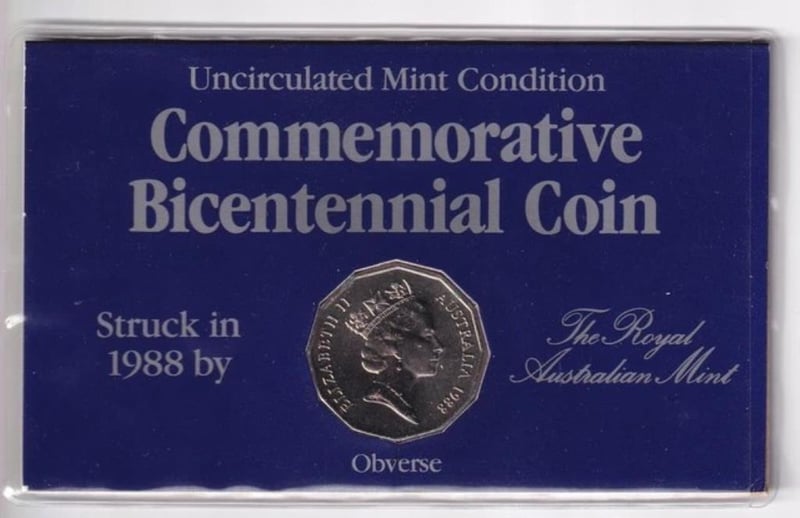 Uncirculated Mint Condition
Commemorative
Bicentennial Coin
Struck in
1988 by
ELIZABETH II
AUSTRALIA 1988
The Royal
Australian Mint
Obverse